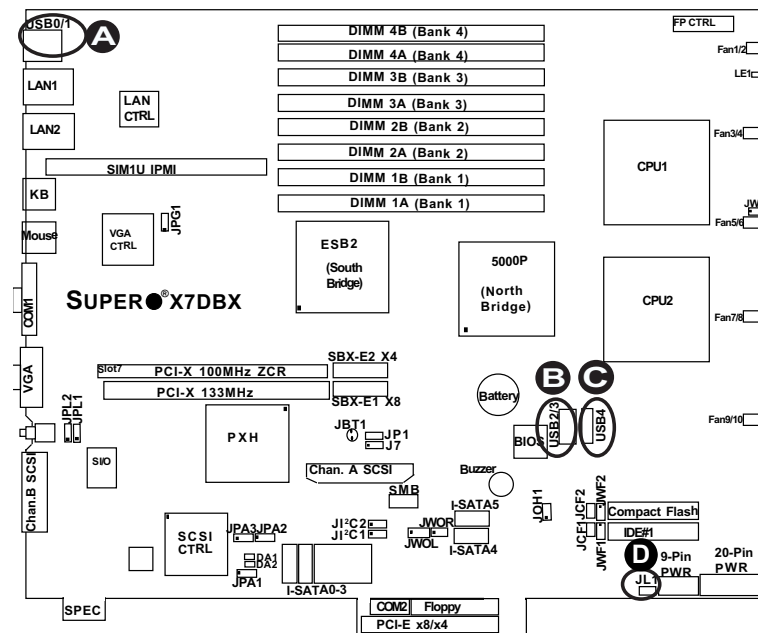 USB0/1
A
DIMM 4B (Bank 4)
FP CTRL
DIMM 4A (Bank 4)
Fan1/2
DIMM 3B (Bank 3)
LE1
LAN1
LAN CTRL
DIMM 3A (Bank 3)
LAN2
DIMM 2B (Bank 2)
Fan3/4
DIMM 2A (Bank 2)
CPU1
SIM1U IPMI
DIMM 1B (Bank 1)
KB
DIMM 1A (Bank 1)
JPG1
JW
Fan5/6
Mouse
VGA CTRL
ESB2
(South Bridge)
5000P
(North Bridge)
CPU2
COM1
SUPER ® X7DBX
Fan7/8
SBX-E2 X4
Slot7
PCI-X 100MHz ZCR
VGA
PCI-X 133MHz
SBX-E1 X8
Battery
B
C
JPL2
JPL1
PXH
JBT1
JP1
J7
BIOS
USB2/3
USB4
Fan9/10
SI/O
Chan. A SCSI
Buzzer
Chan.B SCSI
SMB
I-SATA5
JOH1
JCF2
JWF2
Compact Flash
SCSI CTRL
JPA3
JPA2
JI²C2
JI²C1
JWOR
JWOL
I-SATA4
JCF1
JWF1
IDE#1
DA1
DA2
JPA1
I-SATA0-3
D
JL1
9-Pin PWR
20-Pin PWR
SPEC
COM2
Floppy
PCI-E x8/x4